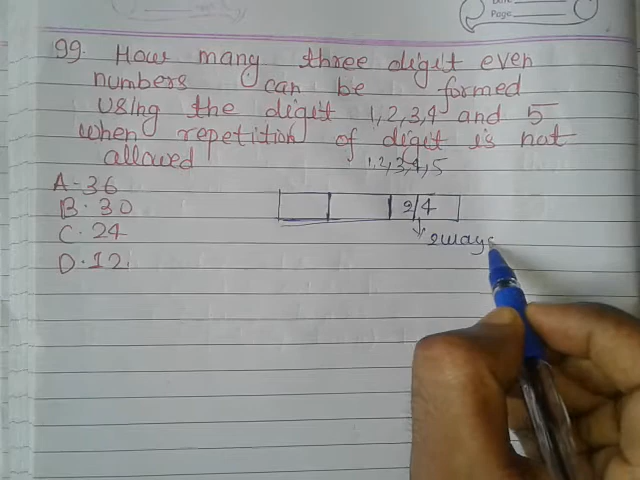 Page
99. How many three digit even
numbers can be formed
using the digit 1,2,3,4 and 5
when repetition of digit is not
allowed 1,2,3,4,5
A-36
B. 30
C. 24
D. 12.
2/4
2ways